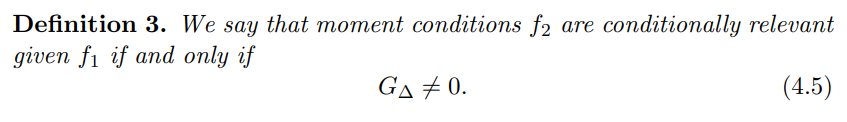 Definition 3. We say that moment conditions f₂ are conditionally relevant
given f₁ if and only if
G_Δ ≠ 0. (4.5)